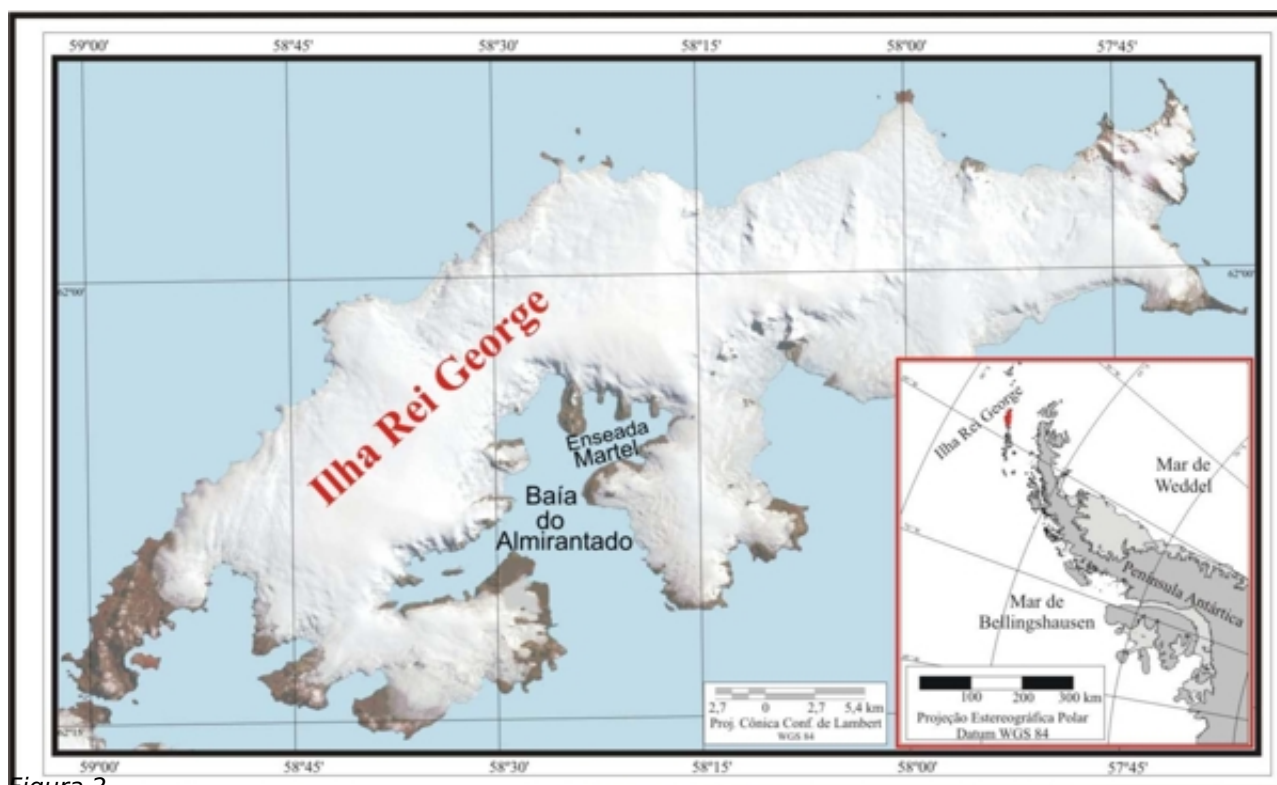 59°00'
58°45'
58°30'
58°15'
58°00'
57°45'
62°00'
62°00'
Ilha Rei George
Enseada
Martel
Baía
do
Almirantado
Ilha Rei George
Mar de
Weddel
Península Antártica
Mar de
Bellingshausen
100 200 300 km
Projeção Estereográfica Polar
Datum WGS 84
2,7 0 2,7 5,4 km
Proj. Cônica Conf. de Lambert
WGS 84
62°15'
59°00'
58°45'
58°30'
58°15'
58°00'
57°45'
Figura 2